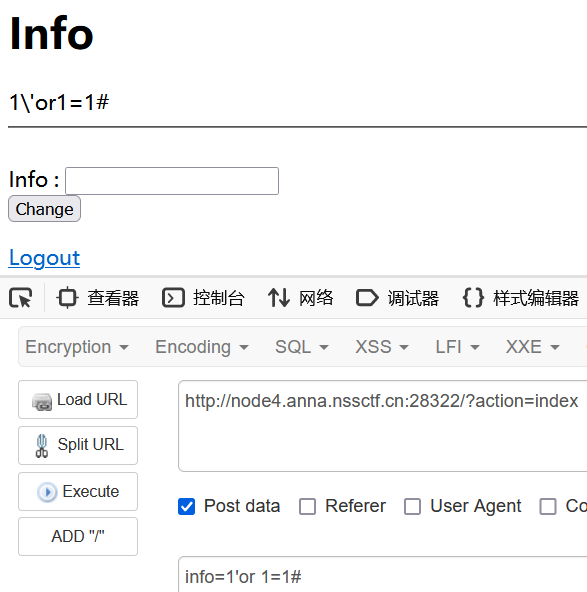 Info
1\'or1=1#
Info :
Change
Logout
查看器 控制台 网络 调试器 样式编辑器
Encryption Encoding SQL XSS LFI XXE
Load URL
http://node4.anna.nssctf.cn:28322/?action=index
Split URL
Execute
Post data Referer User Agent Co
ADD "/"
info=1'or 1=1#